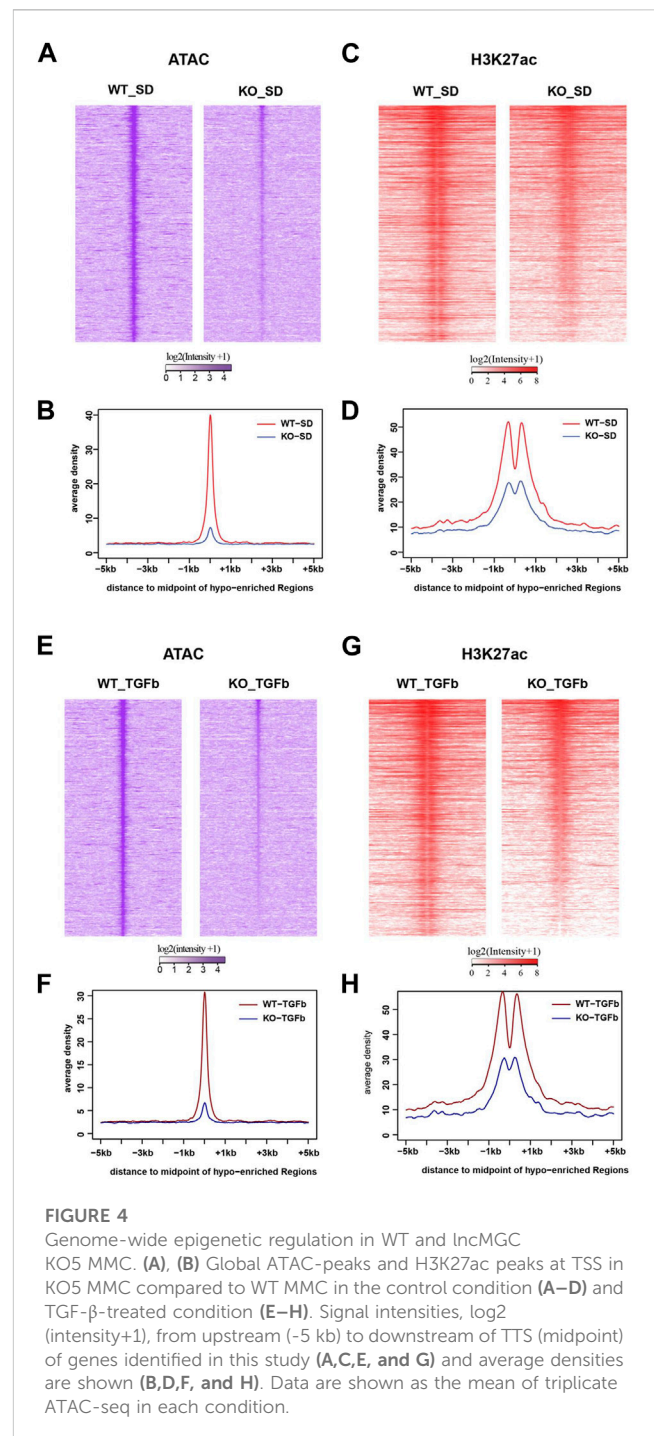 A
ATAC
WT_SD
KO_SD
log2(Intensity +1)
0 1 2 3 4
C
H3K27ac
WT_SD
KO_SD
log2(Intensity+1)
0 2 4 6 8
B
average density
40
30
20
10
0
WT-SD
KO-SD
-5kb -3kb -1kb +1kb +3kb +5kb
distance to midpoint of hypo-enriched Regions
D
average density
50
40
30
20
10
0
WT-SD
KO-SD
-5kb -3kb -1kb +1kb +3kb +5kb
distance to midpoint of hypo-enriched Regions
E
ATAC
WT_TGFb
KO_TGFb
log2(intensity +1)
0 1 2 3 4
G
H3K27ac
WT_TGFb
KO_TGFb
log2(Intensity+1)
0 2 4 6 8
F
average density
30
25
20
15
10
5
0
WT-TGFb
KO-TGFb
-5kb -3kb -1kb +1kb +3kb +5kb
distance to midpoint of hypo-enriched Regions
H
average density
50
40
30
20
10
0
WT-TGFb
KO-TGFb
-5kb -3kb -1kb +1kb +3kb +5kb
distance to midpoint of hypo-enriched Regions
FIGURE 4
Genome-wide epigenetic regulation in WT and lncMGC
KO5 MMC. (A), (B) Global ATAC-peaks and H3K27ac peaks at TSS in
KO5 MMC compared to WT MMC in the control condition (A–D) and
TGF-β-treated condition (E–H). Signal intensities, log2
(intensity+1), from upstream (-5 kb) to downstream of TTS (midpoint)
of genes identified in this study (A,C,E, and G) and average densities
are shown (B,D,F, and H). Data are shown as the mean of triplicate
ATAC-seq in each condition.